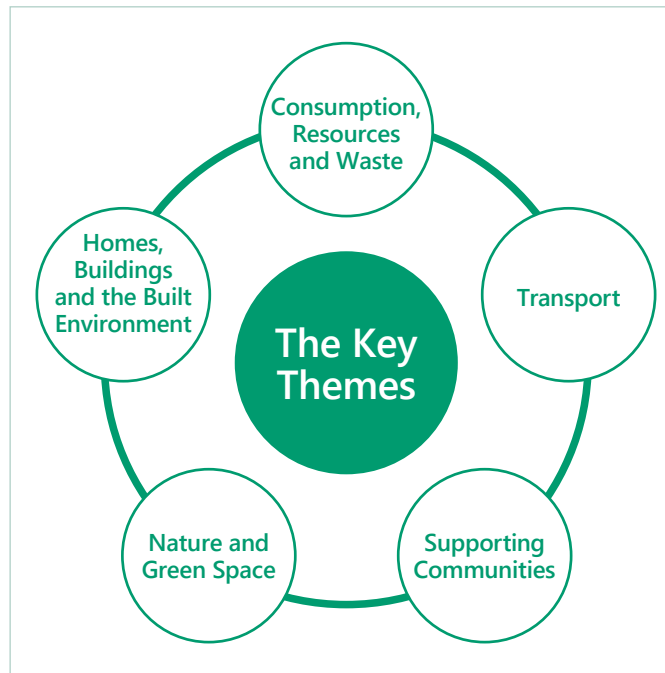 Consumption,
Resources
and Waste
Homes,
Buildings
and the Built
Environment
Transport
The Key
Themes
Nature and
Green Space
Supporting
Communities